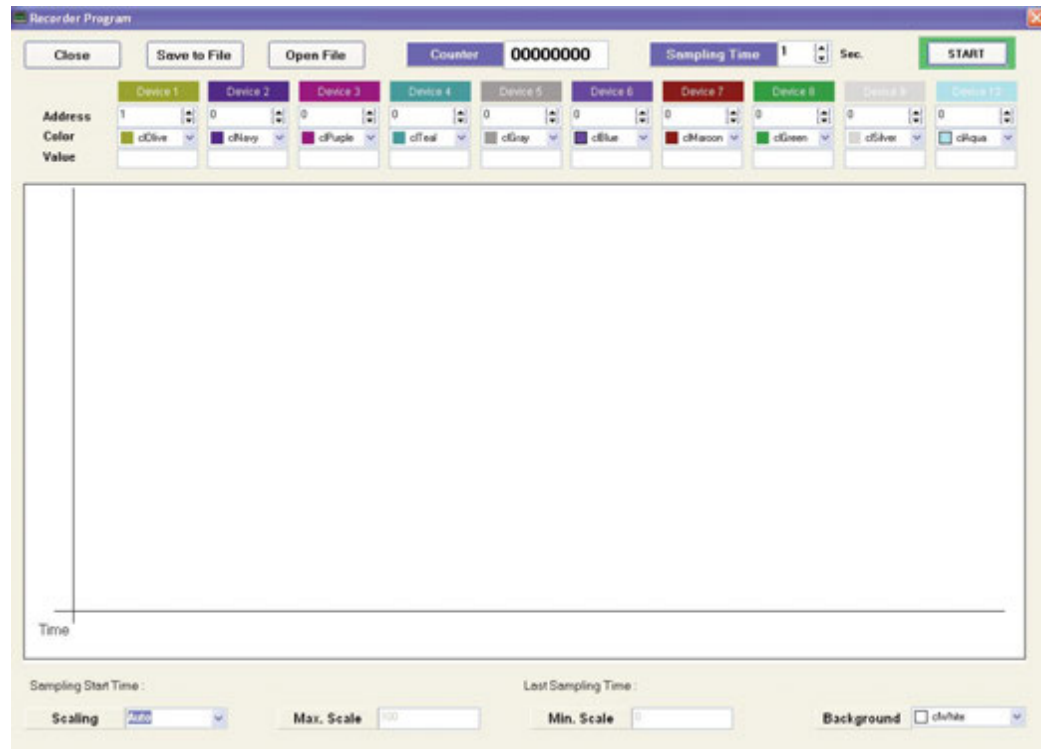 Recorder Program
Close Save to File Open File Counter 00000000 Sampling Time 1 Sec. START
Device 1 Device 2 Device 3 Device 4 Device 5 Device 6 Device 7 Device 8 Device 9
Address 1 0 0 0 0 0 0 0 0 0
Color clOlive clNavy clPurple clTeal clGray clBlue clMaroon clGreen clSilver clAqua
Value
Time
Sampling Start Time : Last Sampling Time :
Scaling Auto Max. Scale 100 Min. Scale 0 Background clWhite